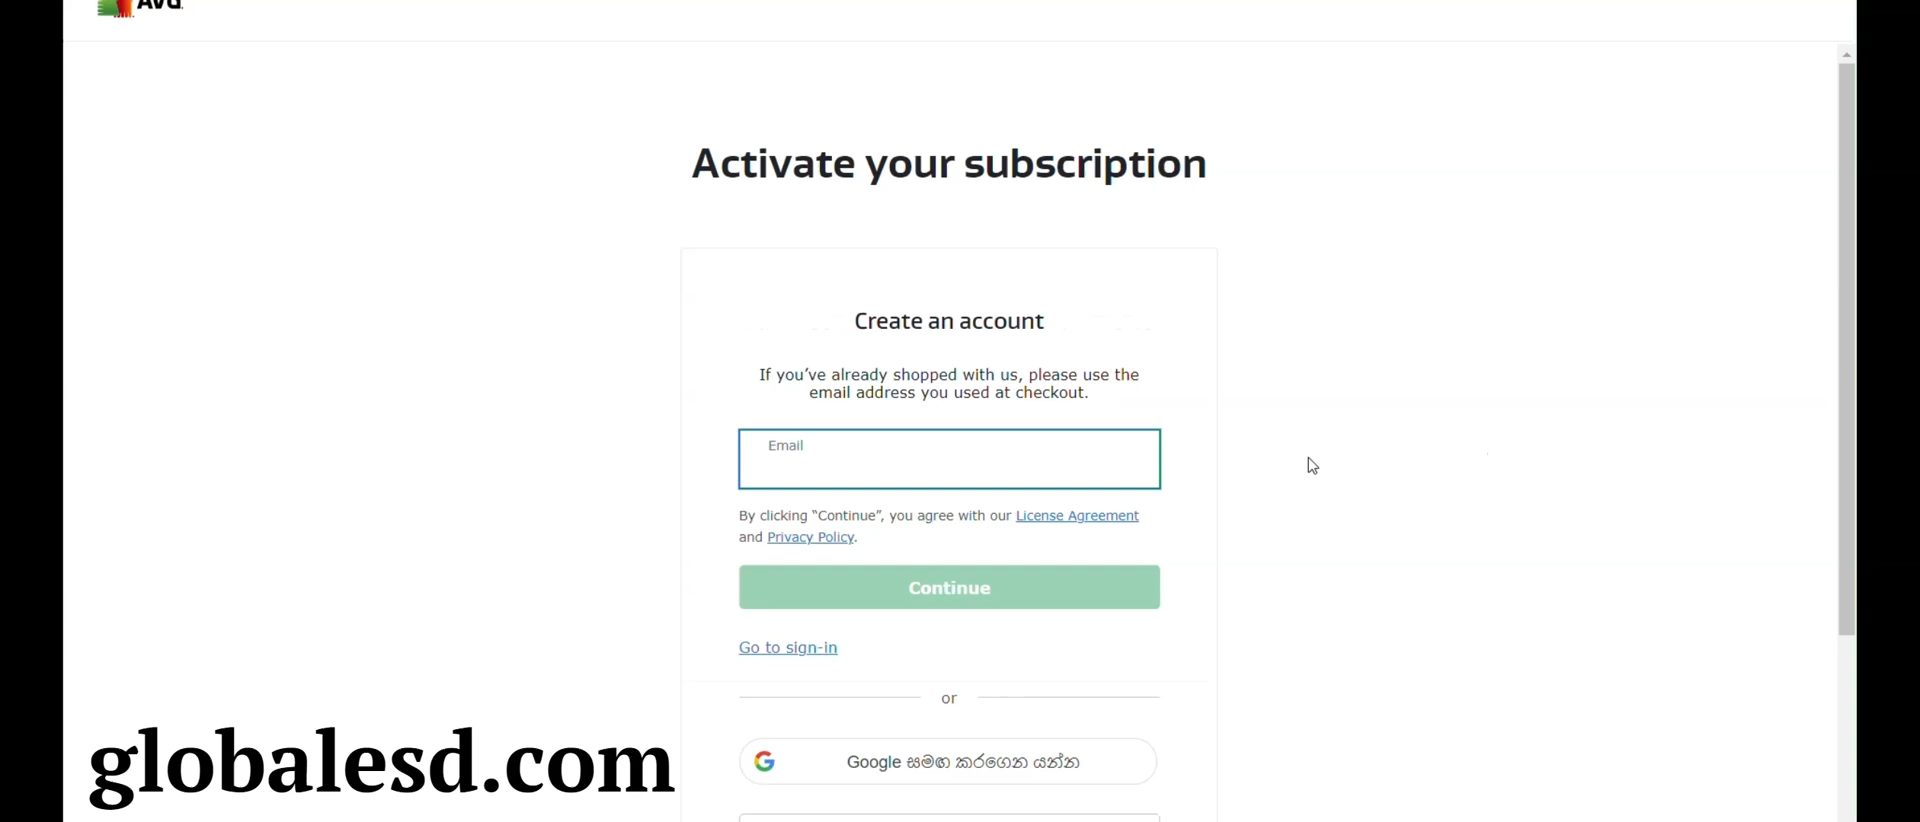 AVG
Activate your subscription
Create an account
If you’ve already shopped with us, please use the
email address you used at checkout.
Email
By clicking “Continue”, you agree with our License Agreement
and Privacy Policy.
Continue
Go to sign-in
or
Google සමඟ කරගෙන යන්න
globalesd.com